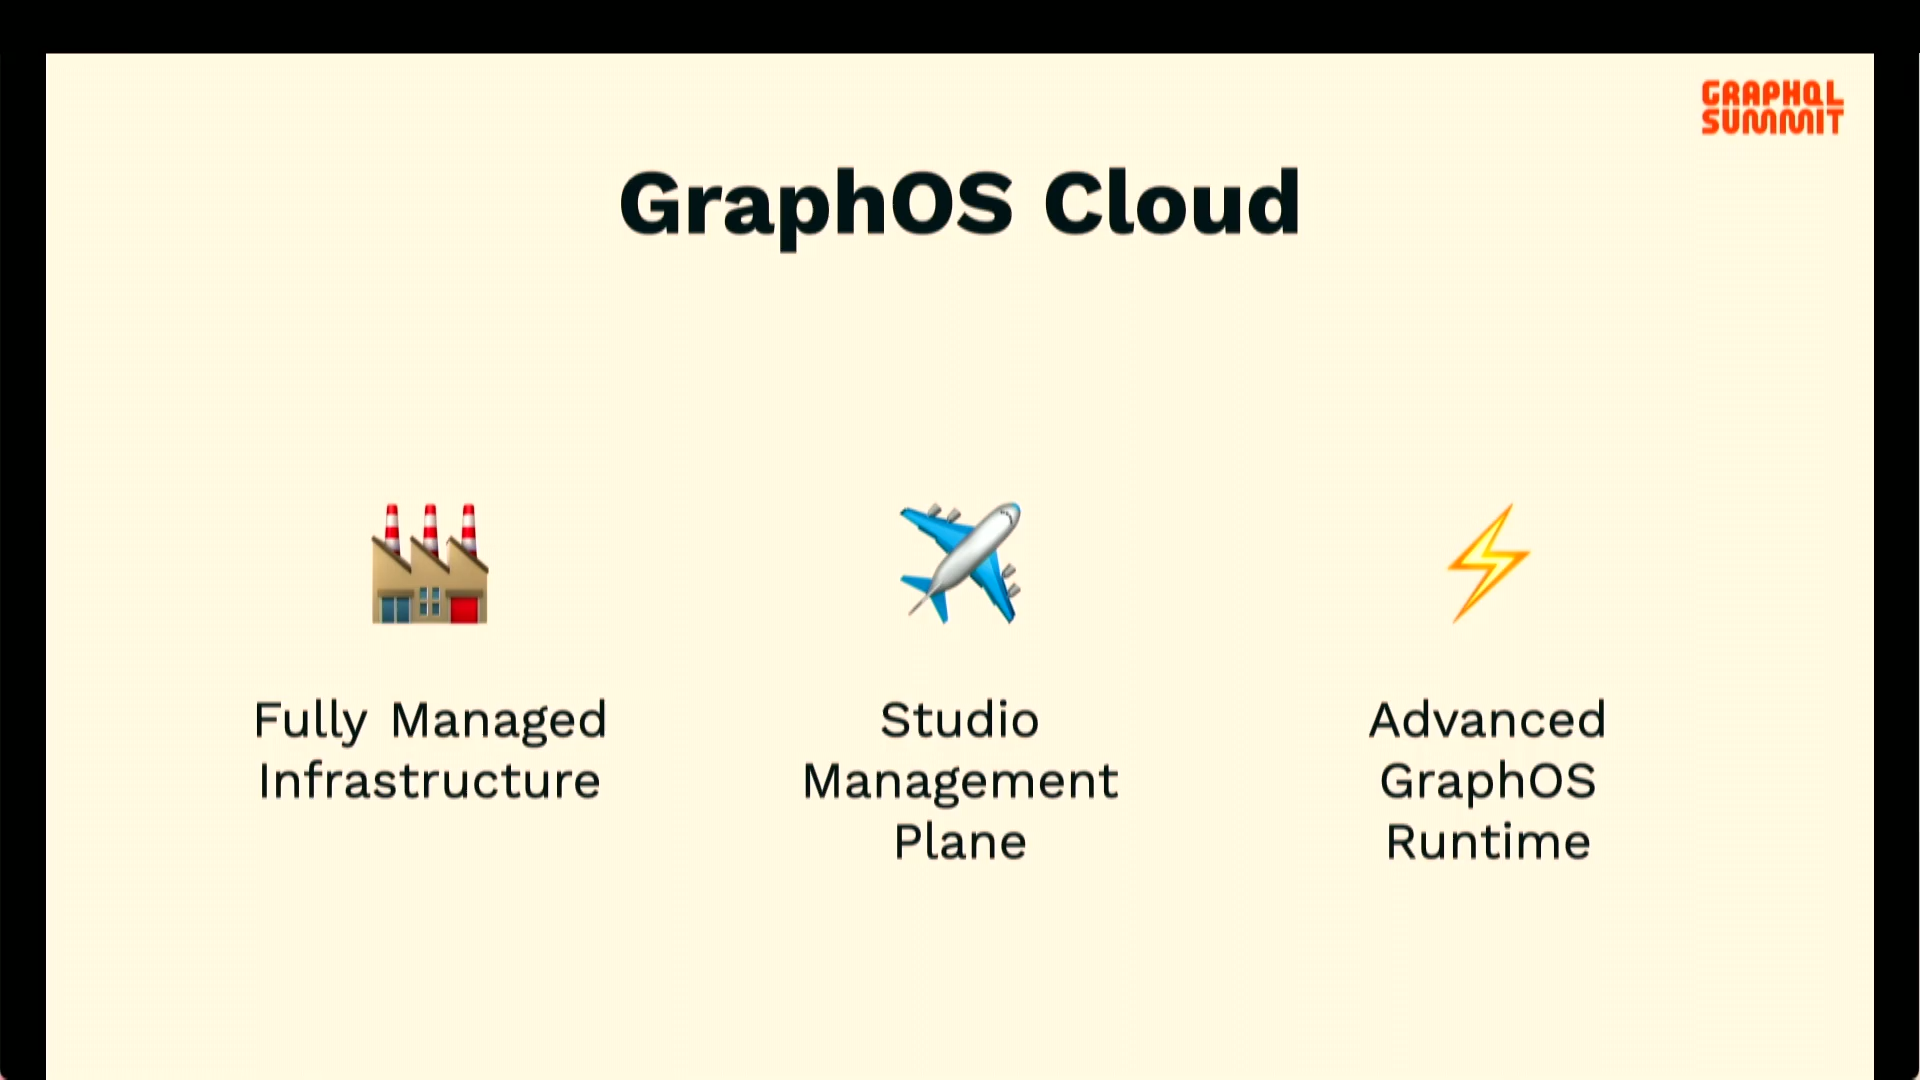 GRAPHQL
SUMMIT
GraphOS Cloud
Fully Managed
Infrastructure
Studio
Management
Plane
Advanced
GraphOS
Runtime